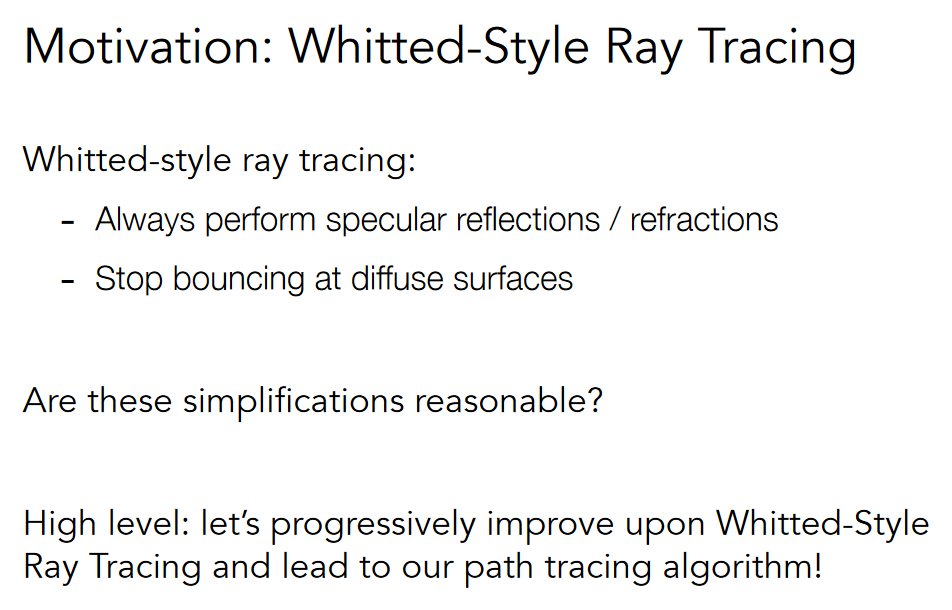 Motivation: Whitted-Style Ray Tracing
Whitted-style ray tracing:
- Always perform specular reflections / refractions
- Stop bouncing at diffuse surfaces
Are these simplifications reasonable?
High level: let’s progressively improve upon Whitted-Style
Ray Tracing and lead to our path tracing algorithm!